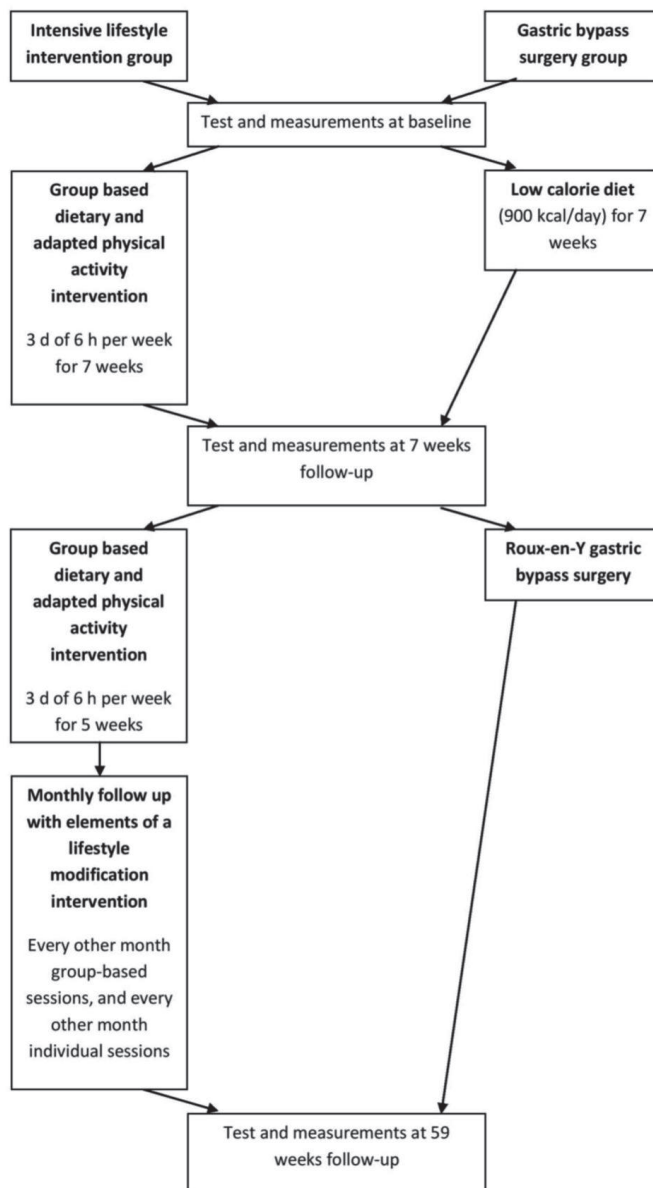 Intensive lifestyle
intervention group
Gastric bypass
surgery group
Test and measurements at baseline
Group based
dietary and
adapted physical
activity
intervention
3 d of 6 h per week
for 7 weeks
Low calorie diet
(900 kcal/day) for 7
weeks
Test and measurements at 7 weeks
follow-up
Group based
dietary and
adapted physical
activity
intervention
3 d of 6 h per week
for 5 weeks
Roux-en-Y gastric
bypass surgery
Monthly follow up
with elements of a
lifestyle
modification
intervention
Every other month
group-based
sessions, and every
other month
individual sessions
Test and measurements at 59
weeks follow-up